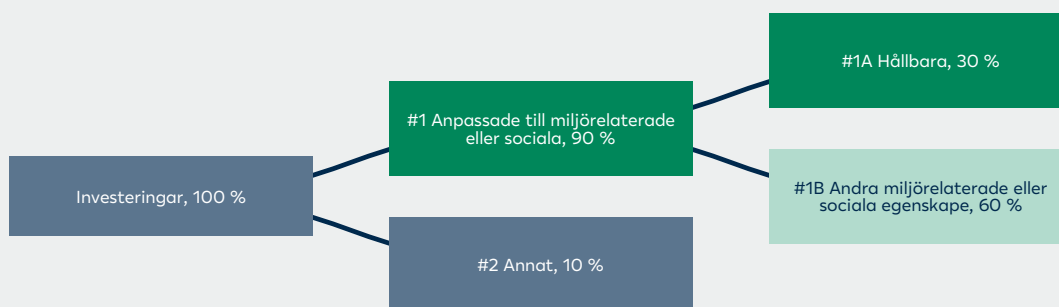 Investeringar, 100 %
#1 Anpassade till miljörelaterade
eller sociala, 90 %
#2 Annat, 10 %
#1A Hållbara, 30 %
#1B Andra miljörelaterade eller
sociala egenskape, 60 %